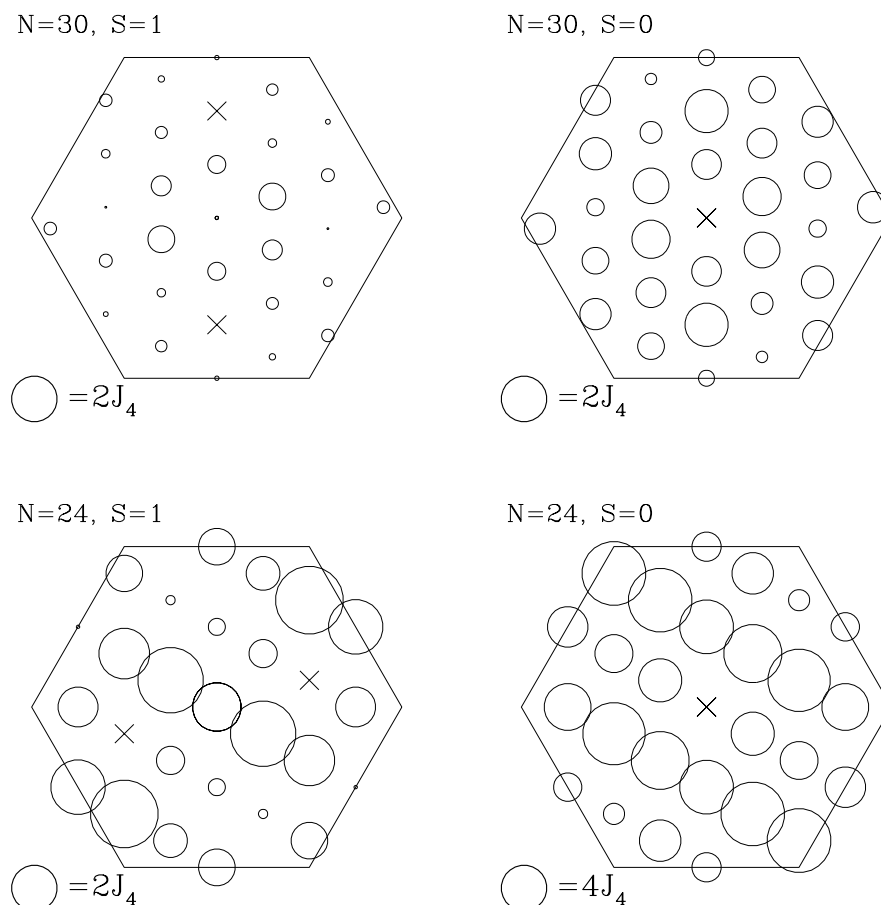 N=30, S=1
N=30, S=0
=2J₄
=2J₄
N=24, S=1
N=24, S=0
=2J₄
=4J₄